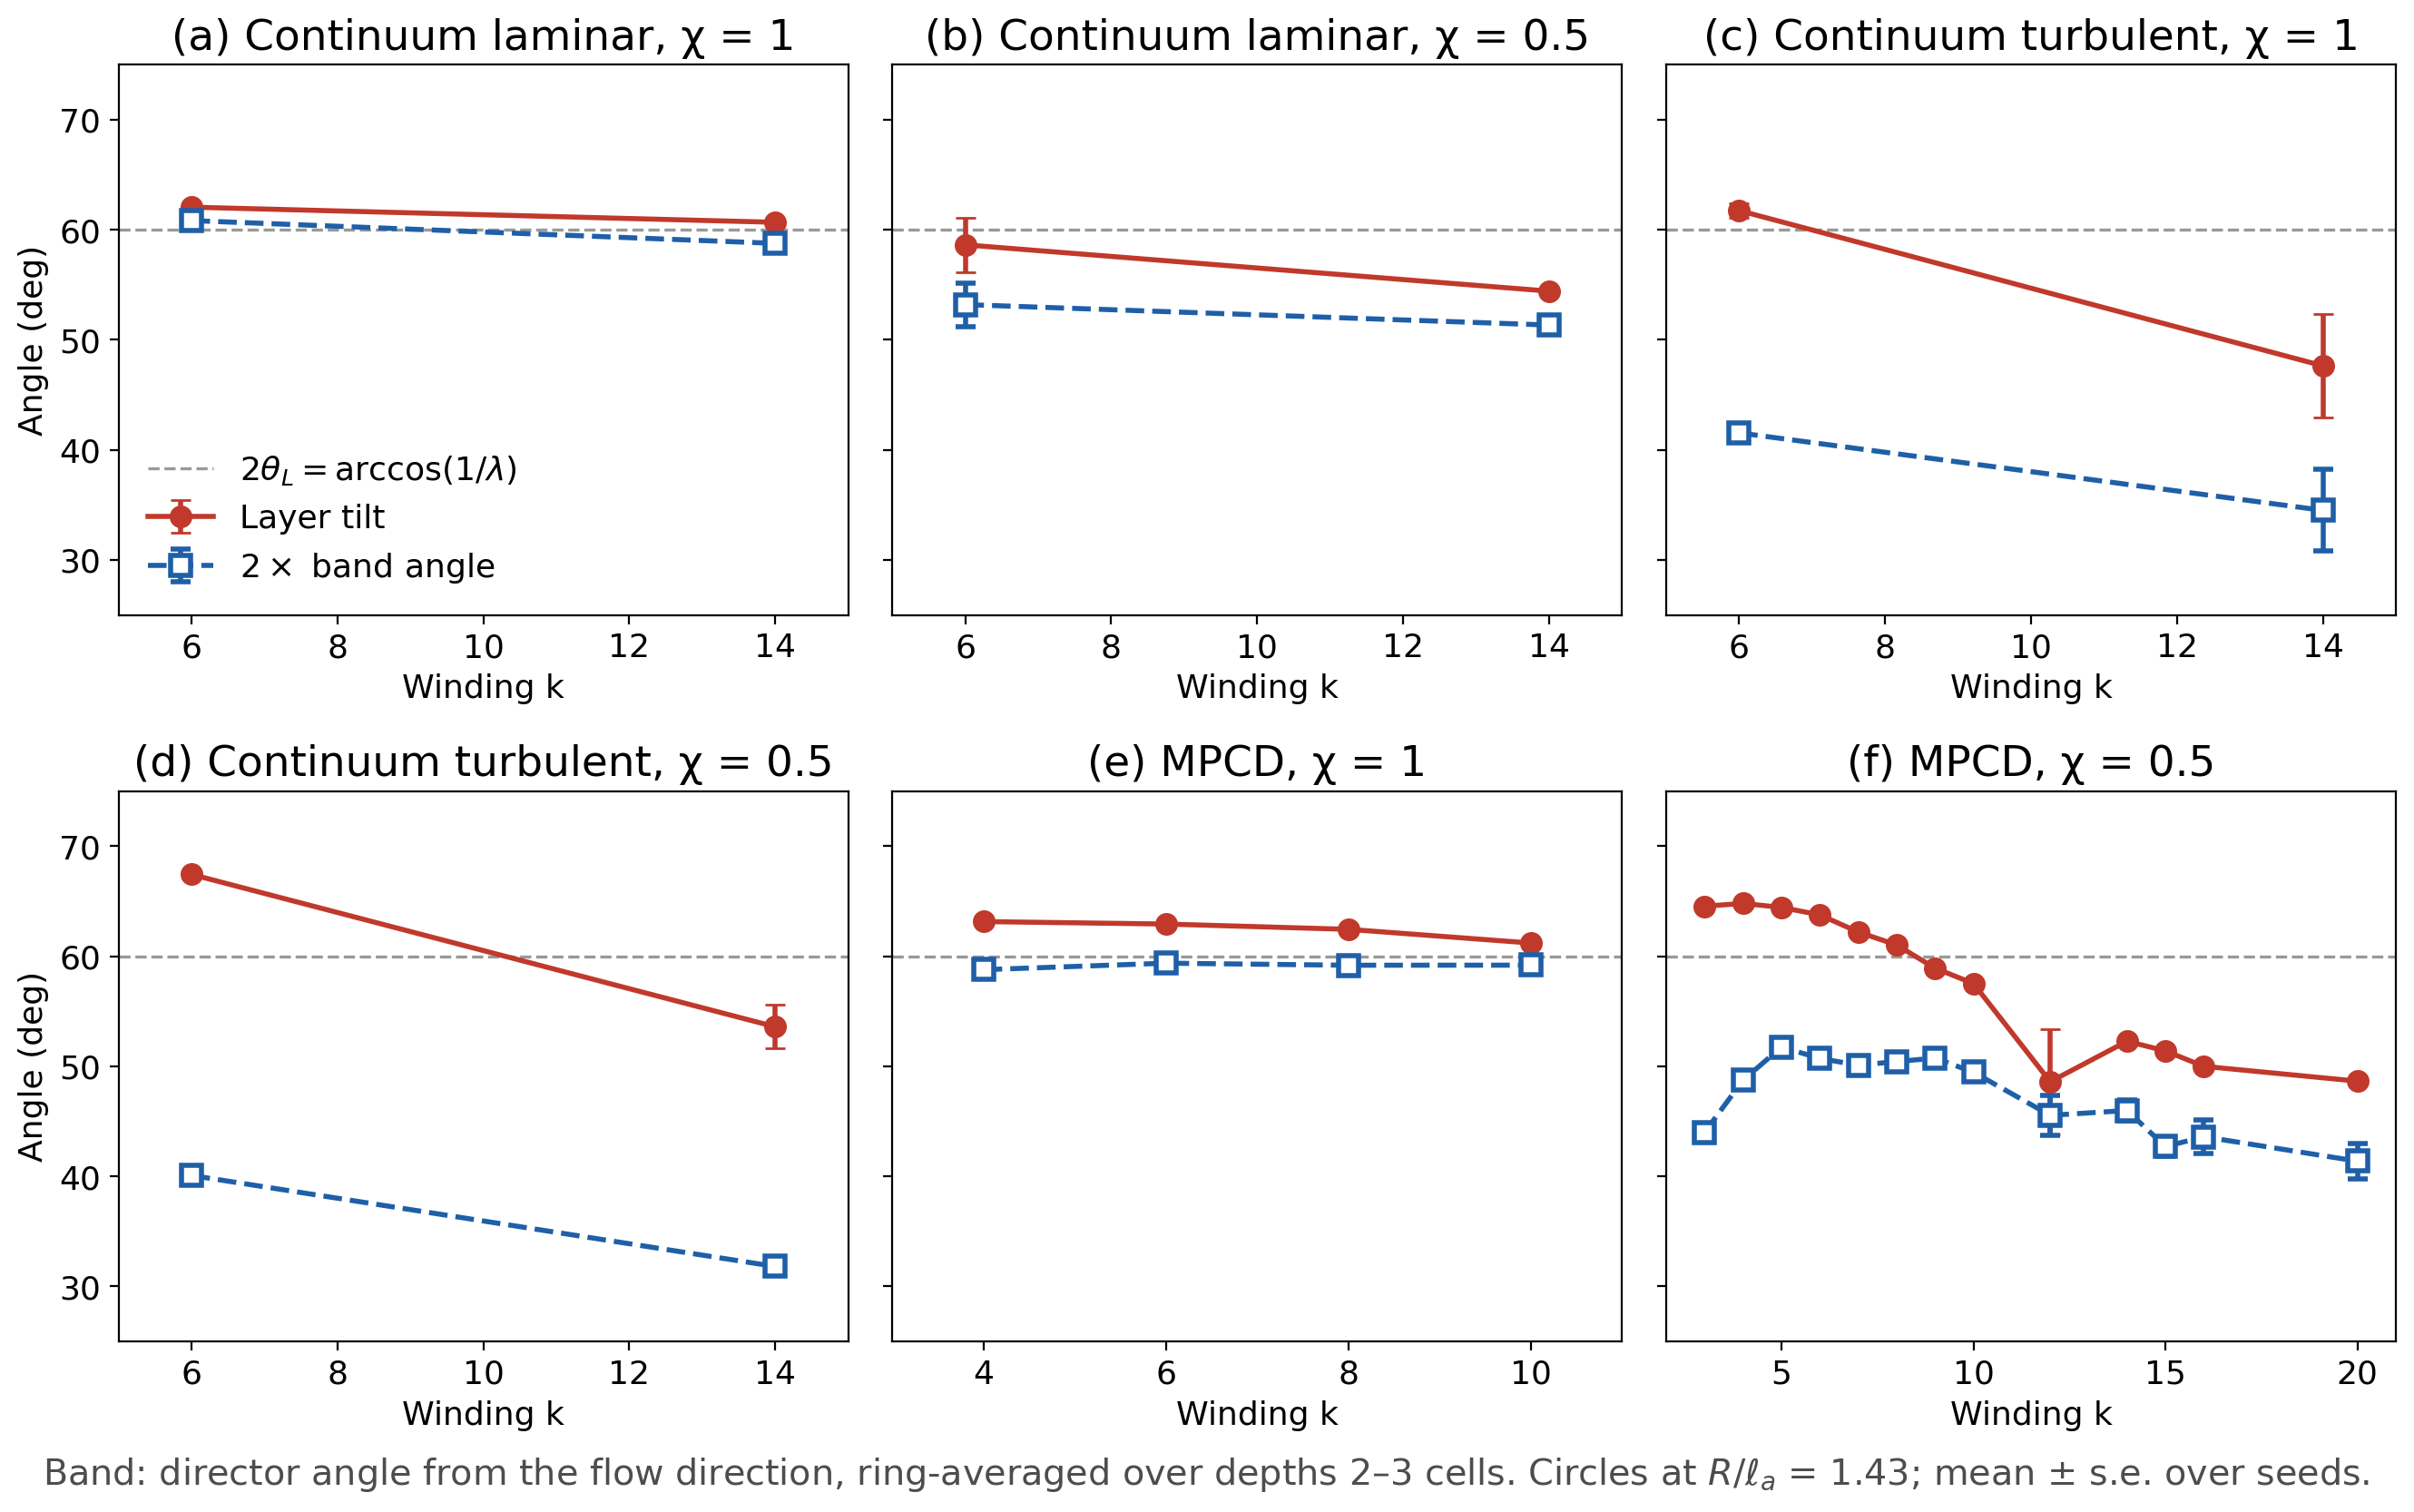 (a) Continuum laminar, χ = 1
(b) Continuum laminar, χ = 0.5
(c) Continuum turbulent, χ = 1
Angle (deg)
70
60
50
40
30
2θ_L = arccos(1/λ)
Layer tilt
2 × band angle
6 8 10 12 14
6 8 10 12 14
6 8 10 12 14
Winding k
Winding k
Winding k
(d) Continuum turbulent, χ = 0.5
(e) MPCD, χ = 1
(f) MPCD, χ = 0.5
Angle (deg)
70
60
50
40
30
6 8 10 12 14
4 6 8 10
5 10 15 20
Winding k
Winding k
Winding k
Band: director angle from the flow direction, ring-averaged over depths 2–3 cells. Circles at R/ℓ_a = 1.43; mean ± s.e. over seeds.